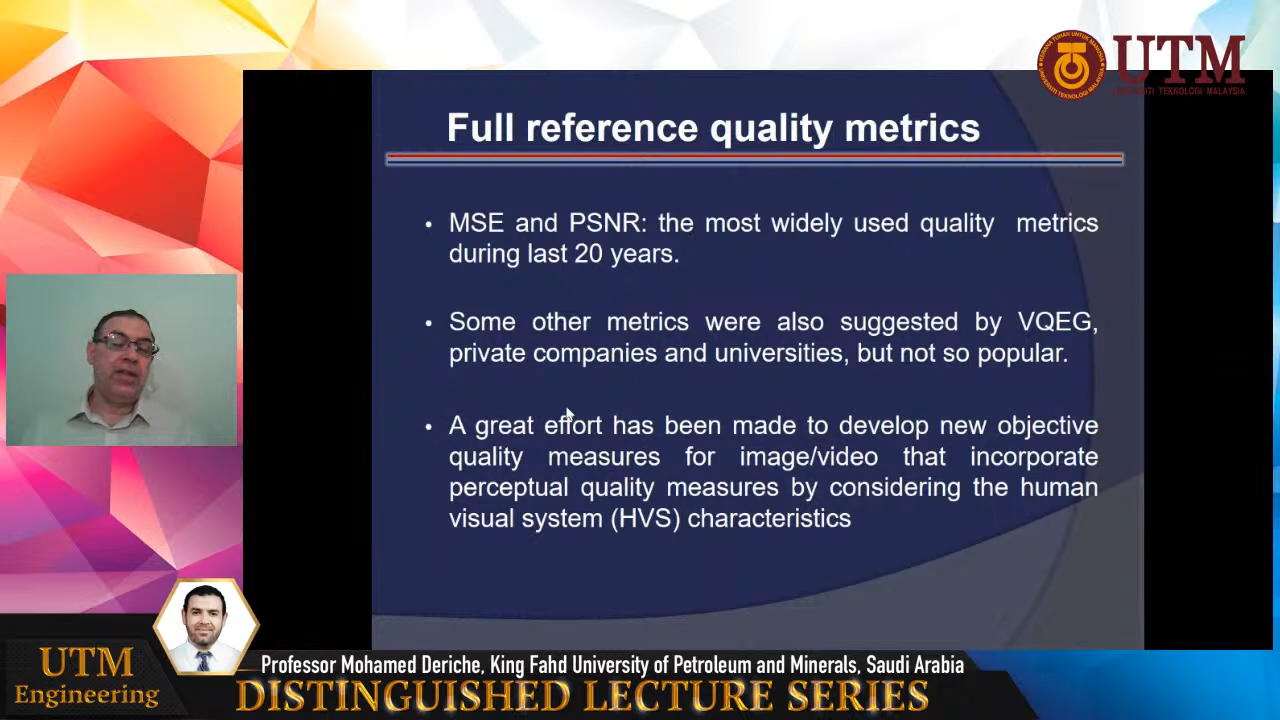 UTM
UNIVERSITI TEKNOLOGI MALAYSIA
Full reference quality metrics
• MSE and PSNR: the most widely used quality metrics
during last 20 years.
• Some other metrics were also suggested by VQEG,
private companies and universities, but not so popular.
• A great effort has been made to develop new objective
quality measures for image/video that incorporate
perceptual quality measures by considering the human
visual system (HVS) characteristics
UTM
Engineering
Professor Mohamed Deriche, King Fahd University of Petroleum and Minerals, Saudi Arabia
DISTINGUISHED LECTURE SERIES